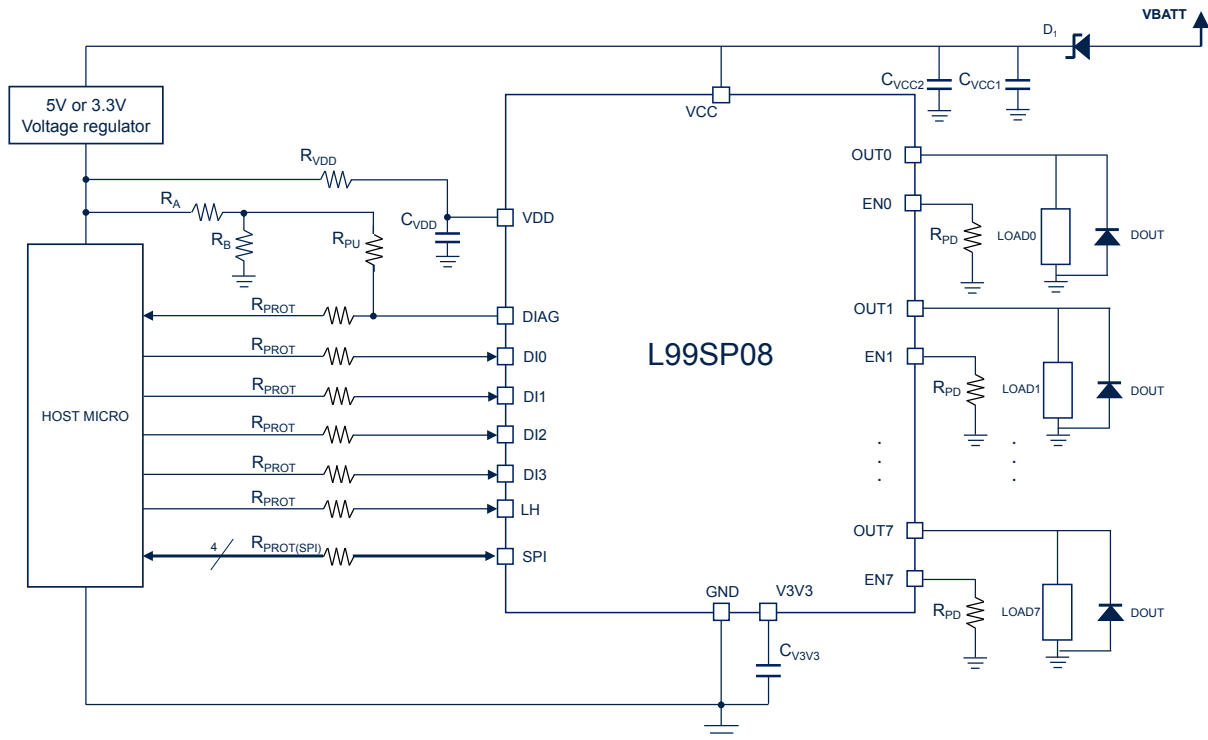 VBATT
D1
CVCC2
CVCC1
5V or 3.3V
Voltage regulator
VCC
RVDD
OUT0
RA
CVDD
VDD
EN0
RB
RPU
RPD
LOAD0
DOUT
RPROT
DIAG
OUT1
RPROT
DI0
L99SP08
EN1
RPROT
DI1
RPD
LOAD1
DOUT
HOST MICRO
RPROT
DI2
RPROT
DI3
RPROT
LH
OUT7
4
RPROT(SPI)
SPI
EN7
GND
V3V3
RPD
LOAD7
DOUT
CV3V3